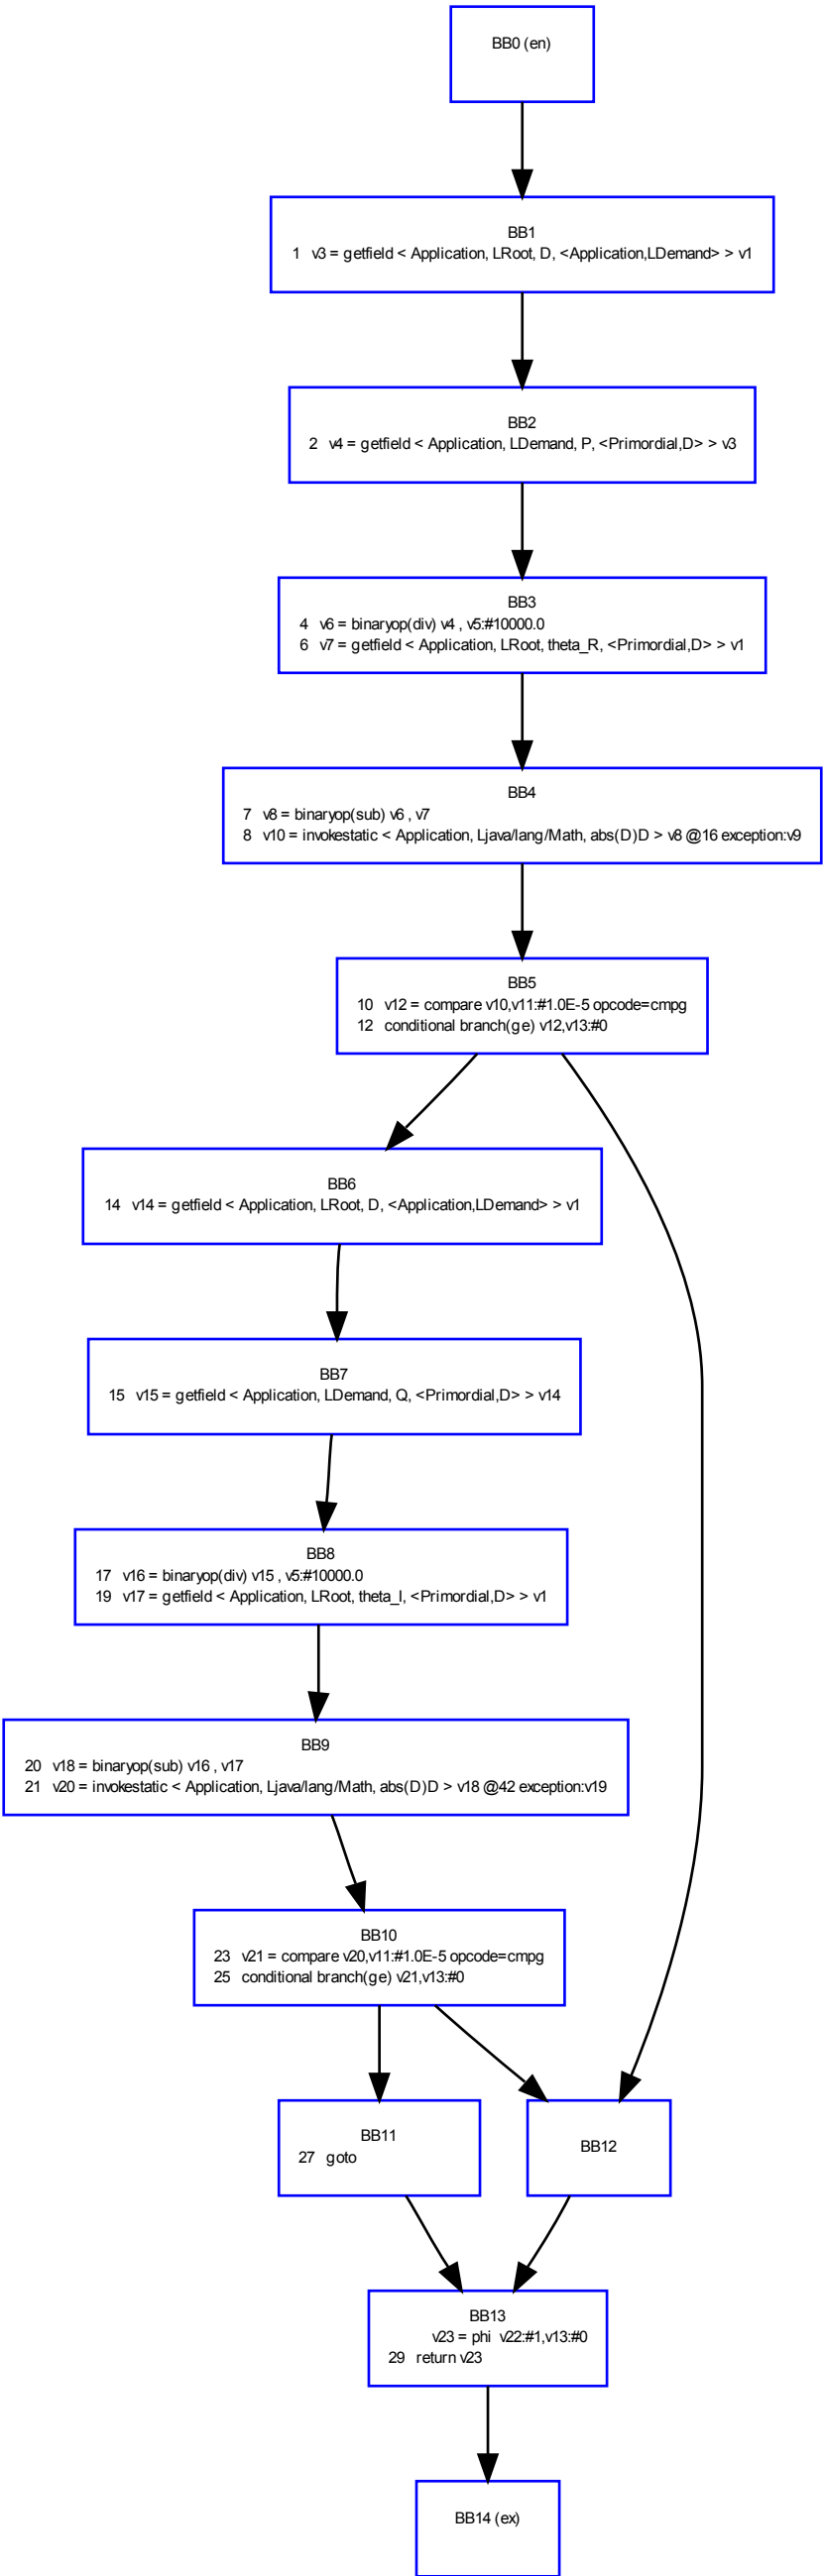 BB0 (en)
BB1
1 v3 = getfield < Application, LRoot, D, <Application,LDemand> > v1
BB2
2 v4 = getfield < Application, LDemand, P, <Primordial,D> > v3
BB3
4 v6 = binaryop(div) v4 , v5:#10000.0
6 v7 = getfield < Application, LRoot, theta_R, <Primordial,D> > v1
BB4
7 v8 = binaryop(sub) v6 , v7
8 v10 = invokestatic < Application, Ljava/lang/Math, abs(D)D > v8 @16 exception:v9
BB5
10 v12 = compare v10,v11:#1.0E-5 opcode=cmpg
12 conditional branch(ge) v12,v13:#0
BB6
14 v14 = getfield < Application, LRoot, D, <Application,LDemand> > v1
BB7
15 v15 = getfield < Application, LDemand, Q, <Primordial,D> > v14
BB8
17 v16 = binaryop(div) v15 , v5:#10000.0
19 v17 = getfield < Application, LRoot, theta_I, <Primordial,D> > v1
BB9
20 v18 = binaryop(sub) v16 , v17
21 v20 = invokestatic < Application, Ljava/lang/Math, abs(D)D > v18 @42 exception:v19
BB10
23 v21 = compare v20,v11:#1.0E-5 opcode=cmpg
25 conditional branch(ge) v21,v13:#0
BB11
27 goto
BB12
BB13
v23 = phi v22:#1,v13:#0
29 return v23
BB14 (ex)